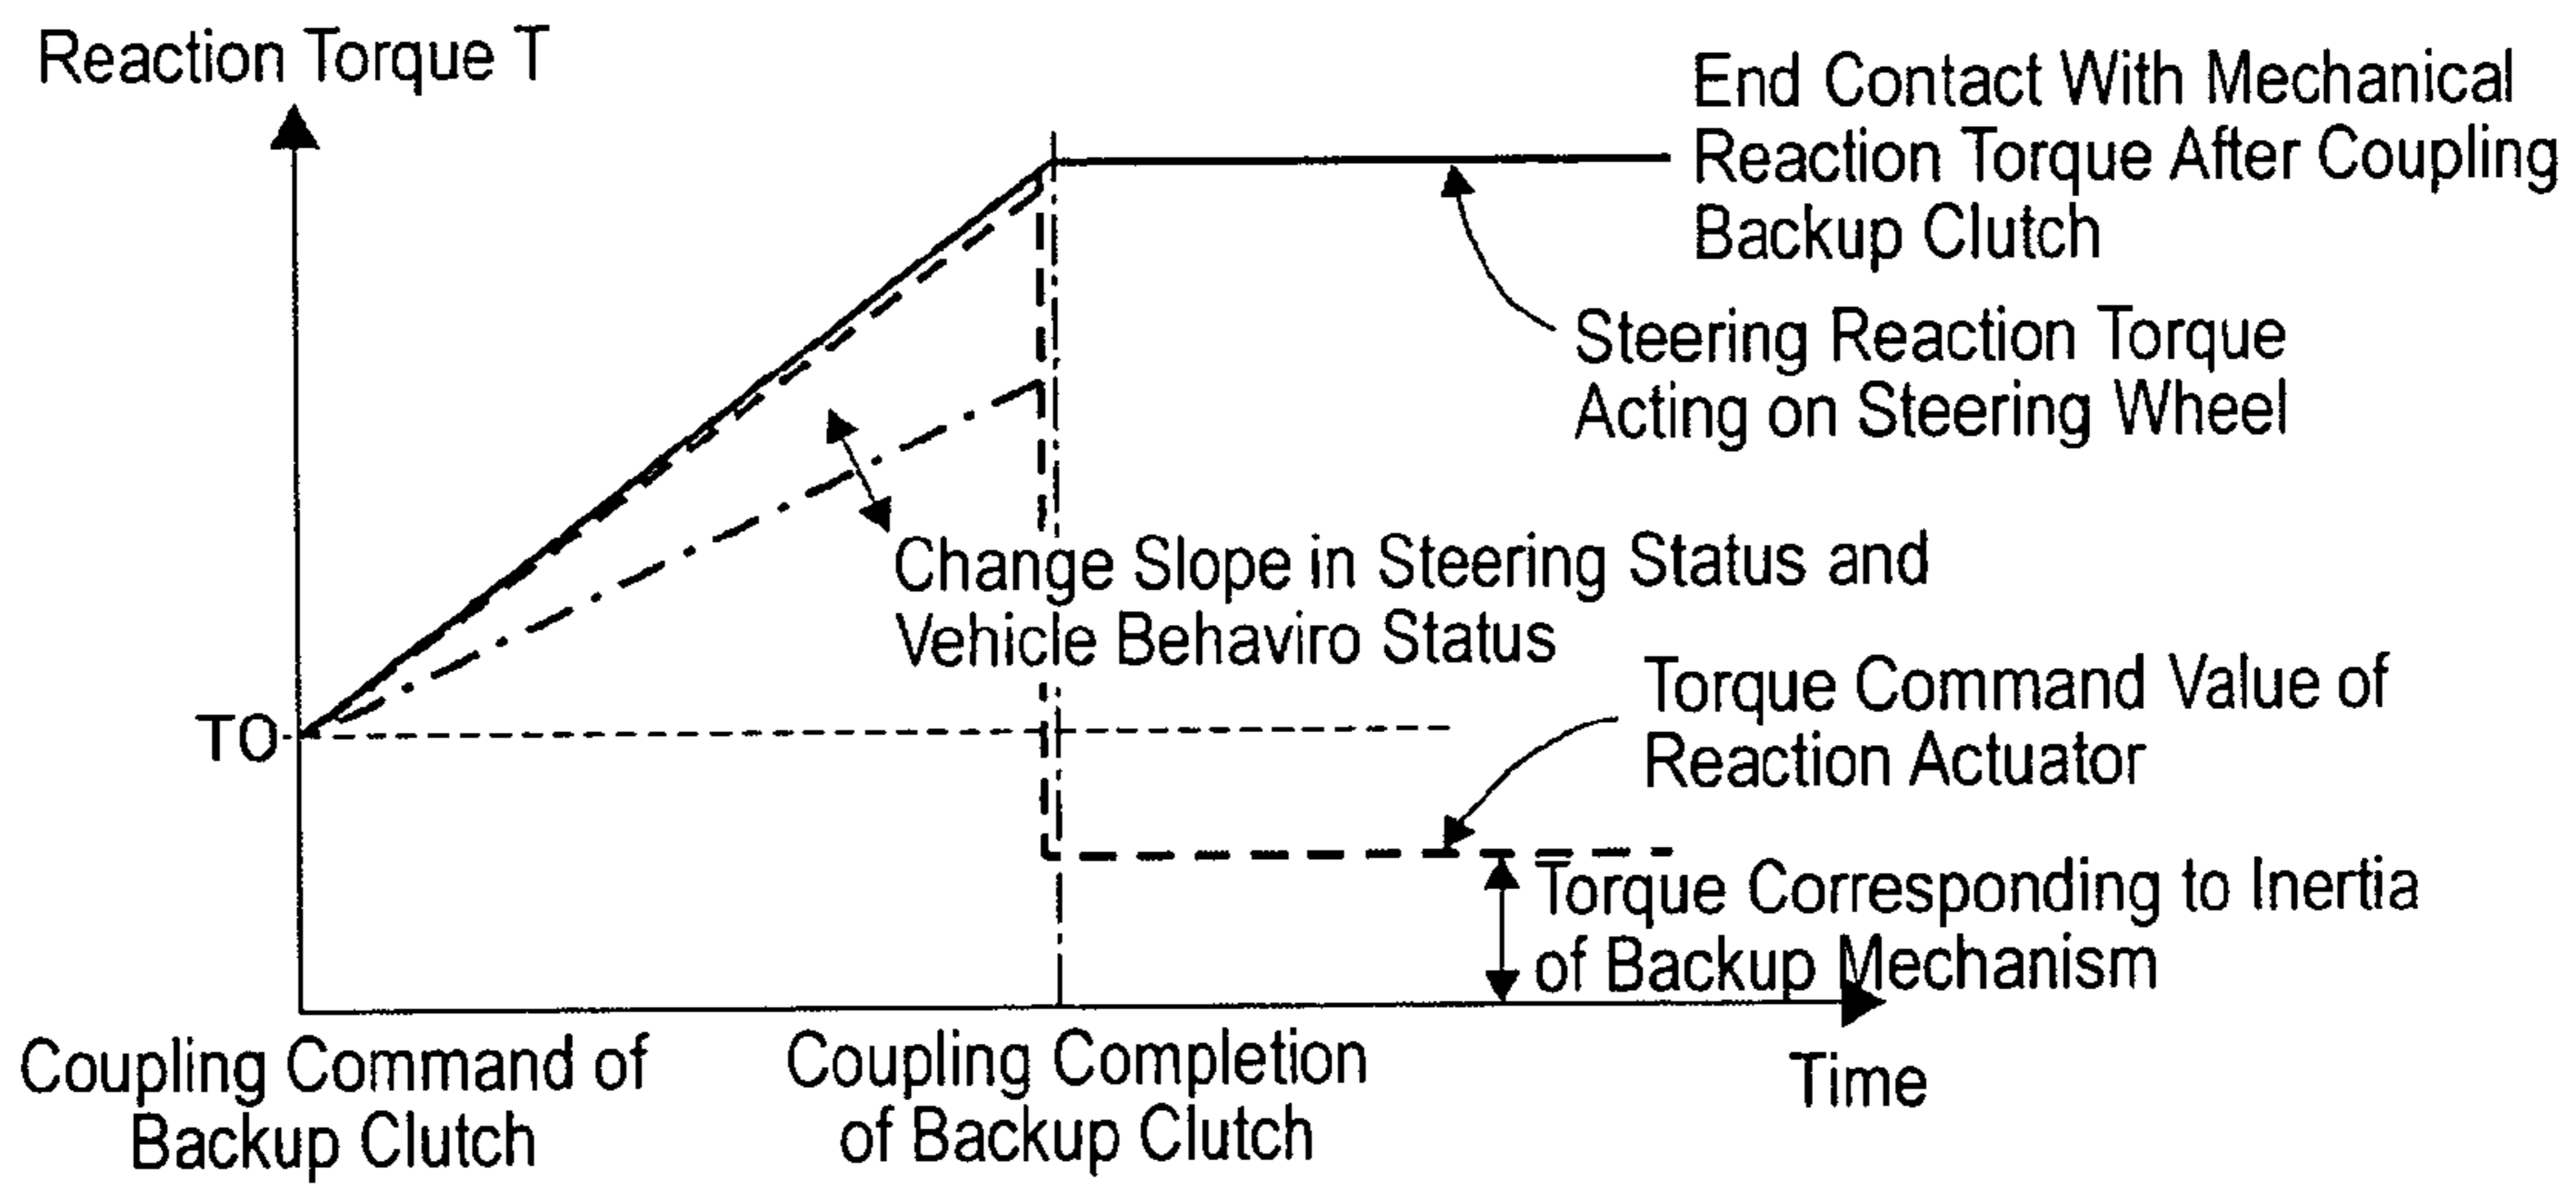 Reaction Torque T
End Contact With Mechanical
Reaction Torque After Coupling
Backup Clutch
Steering Reaction Torque
Acting on Steering Wheel
Change Slope in Steering Status and
Vehicle Behaviro Status
Torque Command Value of
Reaction Actuator
T0
Torque Corresponding to Inertia
of Backup Mechanism
Coupling Command of
Backup Clutch
Coupling Completion
of Backup Clutch
Time